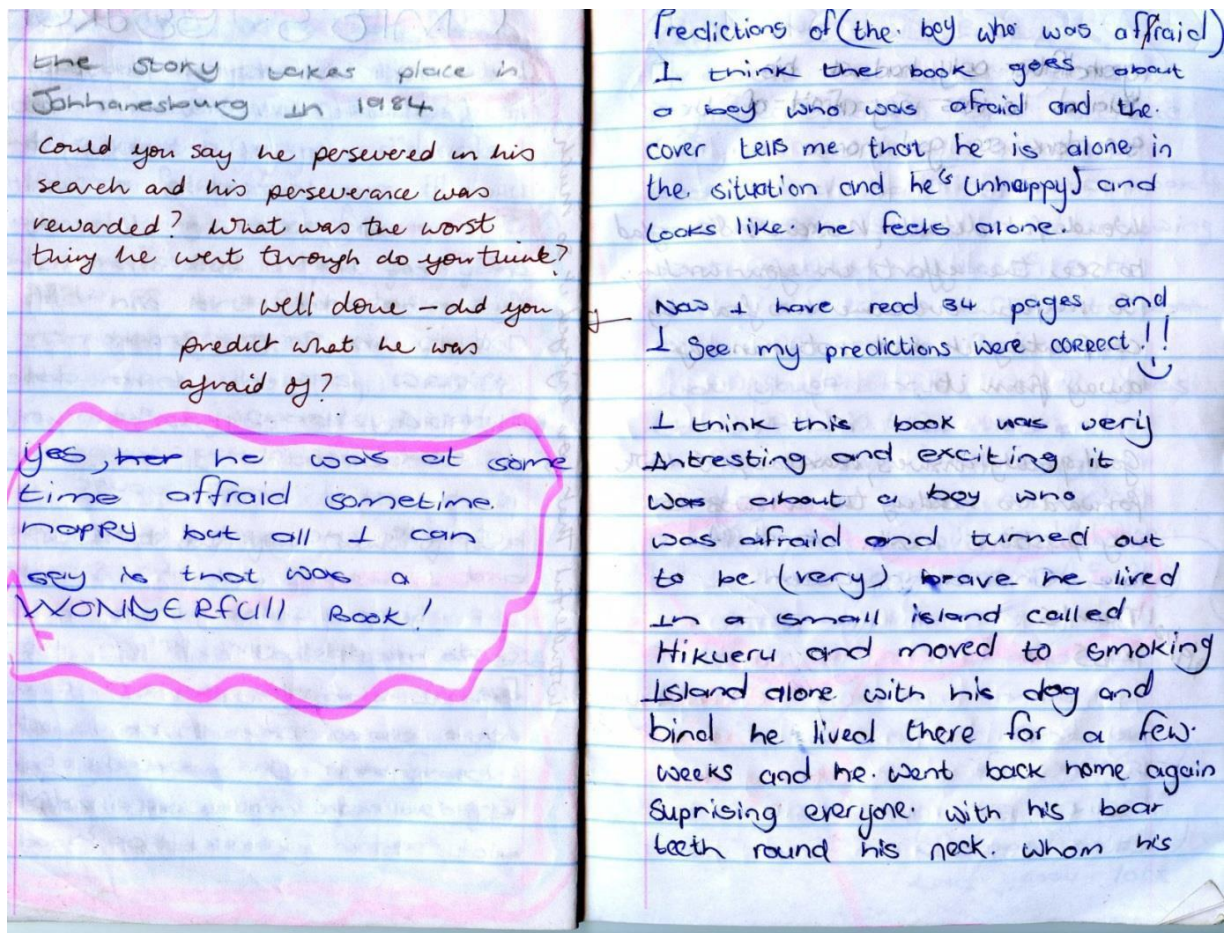 the story takes place in
Johhanesburg in 1984
Could you say he persevered in his
search and his perseverance was
rewarded? What was the worst
thing he went through do you think?
well done – did you
predict what he was
afraid of?
yes, her he was at some
time affraid sometime.
happy but all I can
say is that was a
WONDERfull Book!
Predictions of (the. boy who was affraid)
I think the book goes about
a boy who was afraid and the.
cover tells me that he is alone in
the situation and he's (unhappy) and
looks like. he feels alone.
Now I have read 34 pages and
I See my predictions were correct.!!
I think this book was very
Intresting and exciting it
was about a boy who
was afraid and turned out
to be (very) brave he lived
In a small island called
Hikueru and moved to smoking
Island alone with his dog and
bind he lived there for a few.
weeks and he. went back home again
Suprising everyone. with his boar
teeth round his neck. Whom his